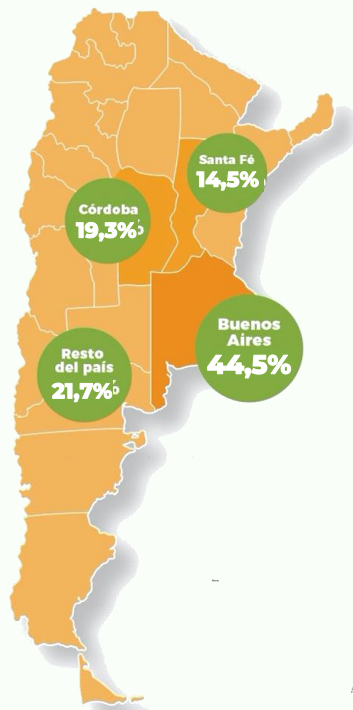 Santa Fé
14,5%
Córdoba
19,3%
Buenos
Aires
44,5%
Resto
del país
21,7%